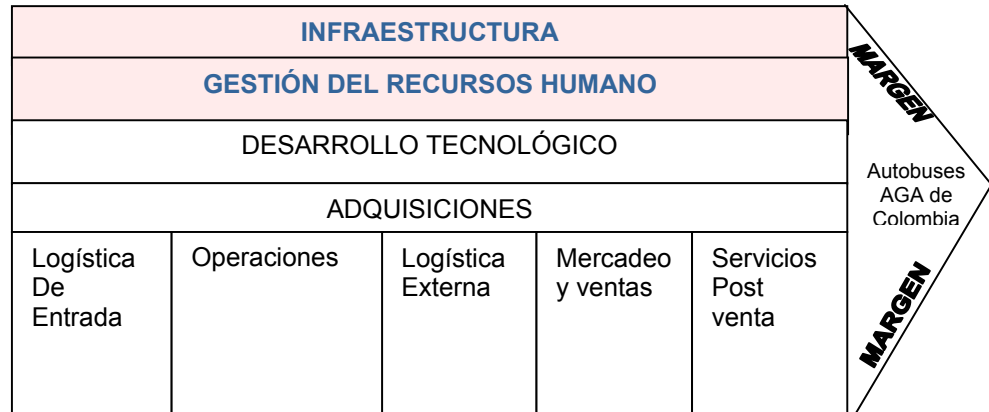 INFRAESTRUCTURA
GESTIÓN DEL RECURSOS HUMANO
DESARROLLO TECNOLÓGICO
ADQUISICIONES
Logística
De
Entrada
Operaciones
Logística
Externa
Mercadeo
y ventas
Servicios
Post
venta
MARGEN
Autobuses
AGA de
Colombia
MARGEN